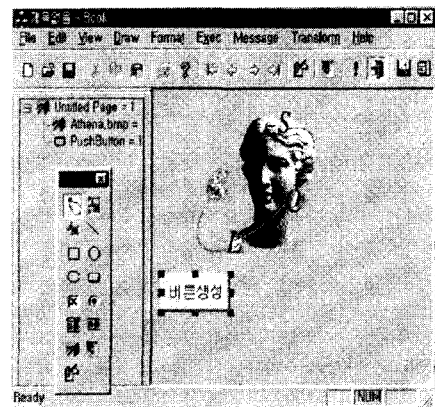 - Book
File Edit View Draw Format Exec Message Transform Help
Untitled Page = 1
Athena.bmp =
PushButton = 1
버튼생성
Ready
NUM